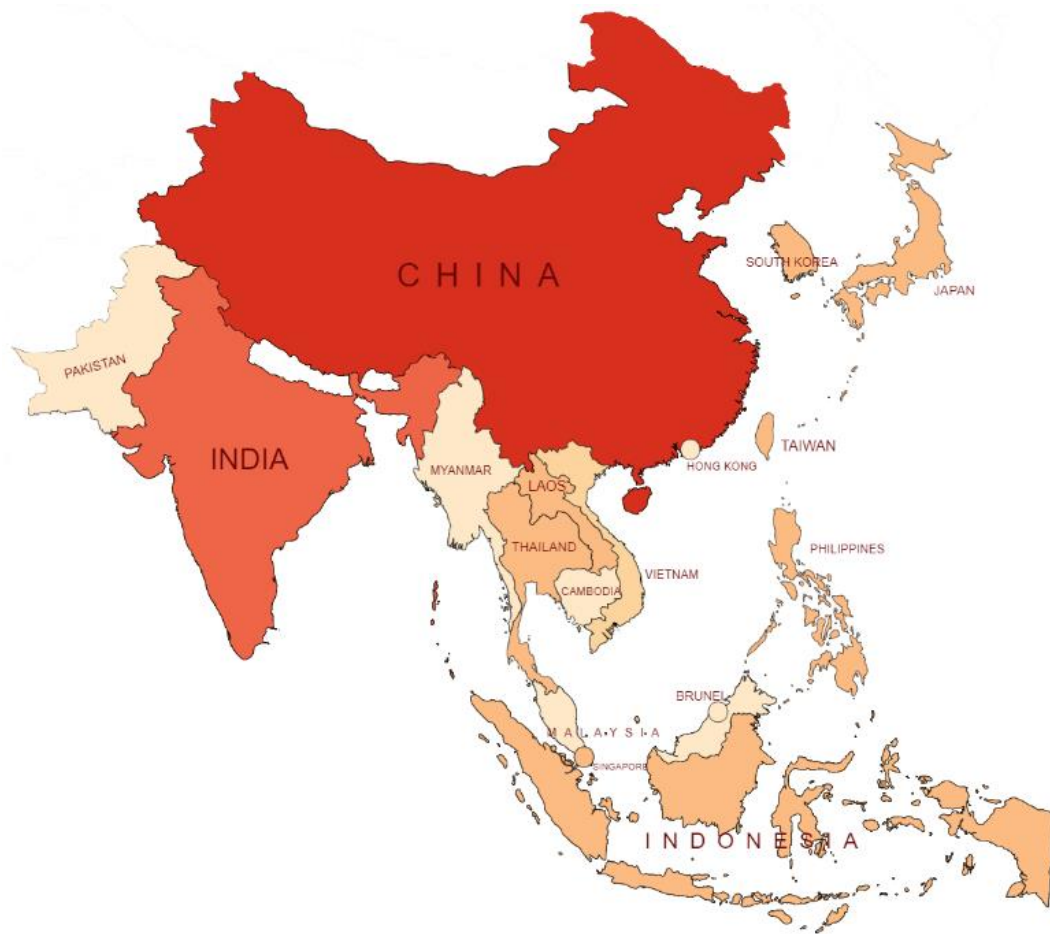 CHINA
SOUTH KOREA
JAPAN
PAKISTAN
INDIA
TAIWAN
MYANMAR
HONG KONG
LAOS
THAILAND
PHILIPPINES
VIETNAM
CAMBODIA
BRUNEI
MALAYSIA
SINGAPORE
INDONESIA